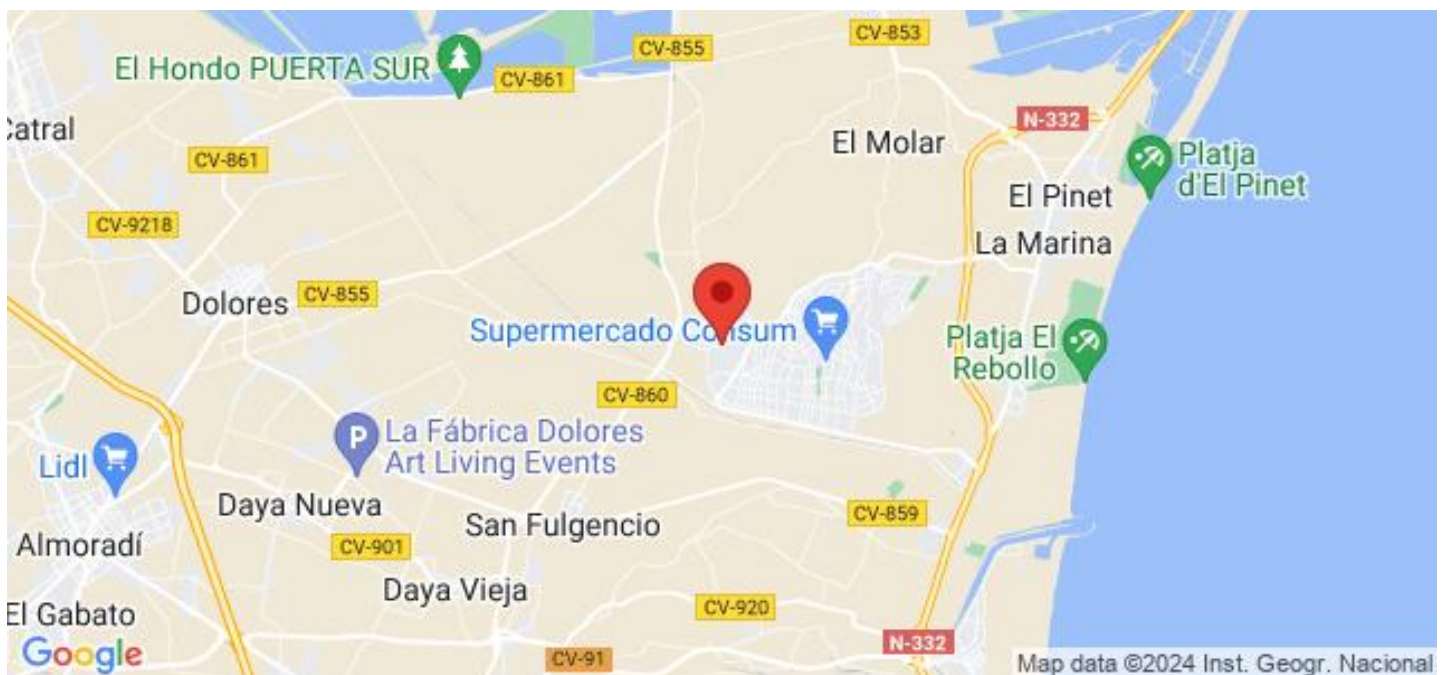 CV-853
CV-855
El Hondo PUERTA SUR
CV-861
Catral
N-332
El Molar
CV-861
Platja
d'El Pinet
El Pinet
CV-9218
La Marina
Dolores
CV-855
Supermercado Consum
Platja El
Rebollo
CV-860
La Fábrica Dolores
Art Living Events
Lidl
Daya Nueva
San Fulgencio
CV-859
Almoradí
CV-901
Daya Vieja
CV-920
El Gabato
N-332
Google
CV-91
Map data ©2024 Inst. Geogr. Nacional